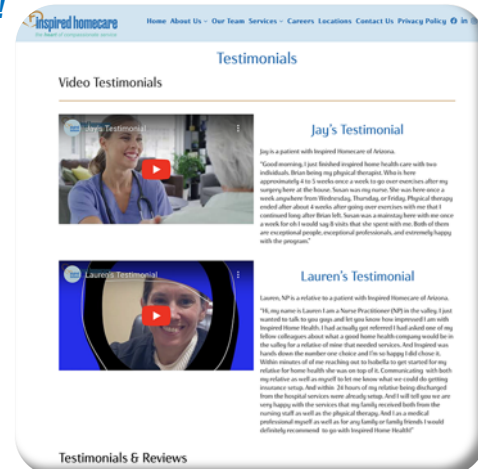 !
inspired homecare
the heart of compassionate service
Home About Us Our Team Services Careers Locations Contact Us Privacy Policy
Testimonials
Video Testimonials
Jay's Testimonial
Jay's Testimonial
Jay is a patient with Inspired Homecare of Arizona.
"Good morning, I just finished inspired home health care with two
individuals. Brian being my physical therapist. Who is here
approximately 4 to 5 weeks once a week to go over exercises after my
surgery here at the house. Susan was my nurse. She was here once a
week anywhere from Wednesday, Thursday, or Friday. Physical therapy
ended after about 4 weeks after going over exercises with me that I
continued long after Brian left. Susan was a mainstay here with me once
a week for oh I would say 8 visits that she spent with me. Both of them
are exceptional people, exceptional professionals, and extremely happy
with the program."
Lauren's Testimonial
Lauren's Testimonial
Lauren, NP is a relative to a patient with Inspired Homecare of Arizona.
"Hi, my name is Lauren I am a Nurse Practitioner (NP) in the valley. I just
wanted to talk to you guys and let you know how impressed I am with
Inspired Home Health. I had actually got referred I had asked one of my
fellow colleagues about what a good home health company would be in
the valley for a relative of mine that needed services. And Inspired was
hands down the number one choice and I'm so happy I did chose it.
Within minutes of of me reaching out to Isobella to get started for my
relative for home health she was on top of it. Communicating with both
my relative as well as myself to let me know what we could do getting
insurance setup. And within 24 hours of my relative being discharged
from the hospital services were already setup. And I will tell you we are
very happy with the services that my family received both from the
nursing staff as well as the physical therapy. And I as a medical
professional myself as well as for any family or family friends I would
definitely recommend to go with Inspired Home Health!"
Testimonials & Reviews